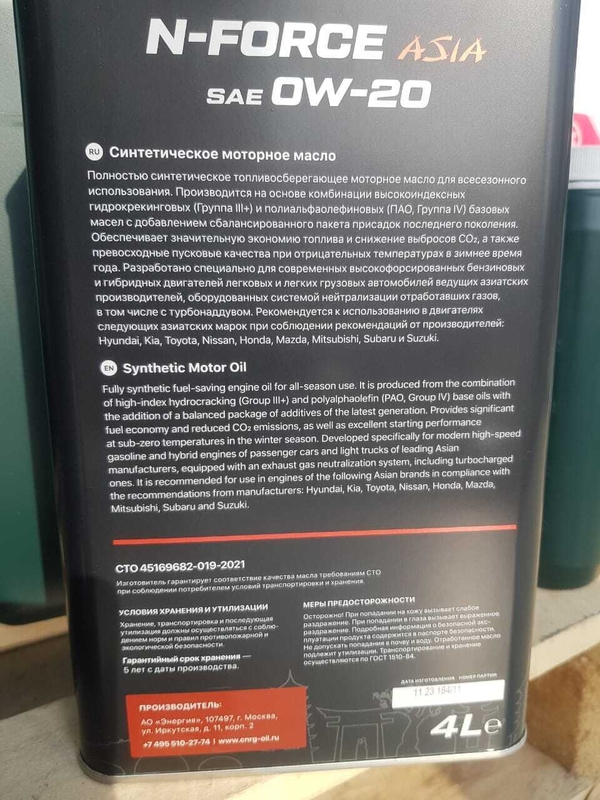 N-FORCE ASIA
SAE 0W-20
RU Синтетическое моторное масло
Полностью синтетическое топливосберегающее моторное масло для всесезонного
использования. Производится на основе комбинации высокоиндексных
гидрокрекинговых (Группа III+) и полиальфаолефиновых (ПАО, Группа IV) базовых
масел с добавлением сбалансированного пакета присадок последнего поколения.
Обеспечивает значительную экономию топлива и снижение выбросов CO₂, а также
превосходные пусковые качества при отрицательных температурах в зимнее время
года. Разработано специально для современных высокофорсированных бензиновых
и гибридных двигателей легковых и легких грузовых автомобилей ведущих азиатских
производителей, оборудованных системой нейтрализации отработавших газов,
в том числе с турбонаддувом. Рекомендуется к использованию в двигателях
следующих азиатских марок при соблюдении рекомендаций от производителей:
Hyundai, Kia, Toyota, Nissan, Honda, Mazda, Mitsubishi, Subaru и Suzuki.
EN Synthetic Motor Oil
Fully synthetic fuel-saving engine oil for all-season use. It is produced from the combination
of high-index hydrocracking (Group III+) and polyalphaolefin (PAO, Group IV) base oils with
the addition of a balanced package of additives of the latest generation. Provides significant
fuel economy and reduced CO₂ emissions, as well as excellent starting performance
at sub-zero temperatures in the winter season. Developed specifically for modern high-speed
gasoline and hybrid engines of passenger cars and light trucks of leading Asian
manufacturers, equipped with an exhaust gas neutralization system, including turbocharged
ones. It is recommended for use in engines of the following Asian brands in compliance with
the recommendations from manufacturers: Hyundai, Kia, Toyota, Nissan, Honda, Mazda,
Mitsubishi, Subaru and Suzuki.
СТО 45169682-019-2021
Изготовитель гарантирует соответствие качества масла требованиям СТО
при соблюдении потребителем условий транспортирования и хранения.
УСЛОВИЯ ХРАНЕНИЯ И УТИЛИЗАЦИИ
Хранение, транспортировка и последующая
утилизация должны осуществляться с соблю-
дением норм и правил противопожарной и
экологической безопасности.
Гарантийный срок хранения —
5 лет с даты производства.
МЕРЫ ПРЕДОСТОРОЖНОСТИ
Осторожно! При попадании на кожу вызывает слабое
раздражение. При попадании в глаза вызывает выраженное
раздражение. Подробная информация о безопасной экс-
плуатации продукта содержится в паспорте безопасности.
Не допускать попадания в почву и воду. Отработанное масло
подлежит утилизации. Транспортирование и хранение
осуществляются по ГОСТ 1510-84.
ДАТА ИЗГОТОВЛЕНИЯ НОМЕР ПАРТИИ
11 23 184/11
ПРОИЗВОДИТЕЛЬ:
АО «Энергия», 107497, г. Москва,
ул. Иркутская, д. 11, корп. 2
+7 495 510-27-74 | www.enrg-oil.ru
4L e